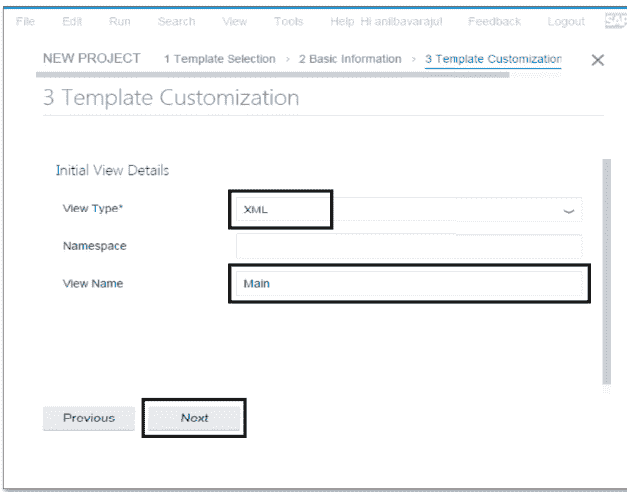 File Edit Run Search View Tools Help Hi anilbavaraju! Feedback Logout SAP
NEW PROJECT 1 Template Selection > 2 Basic Information > 3 Template Customization
3 Template Customization
Initial View Details
View Type* XML
Namespace
View Name Main
Previous Next